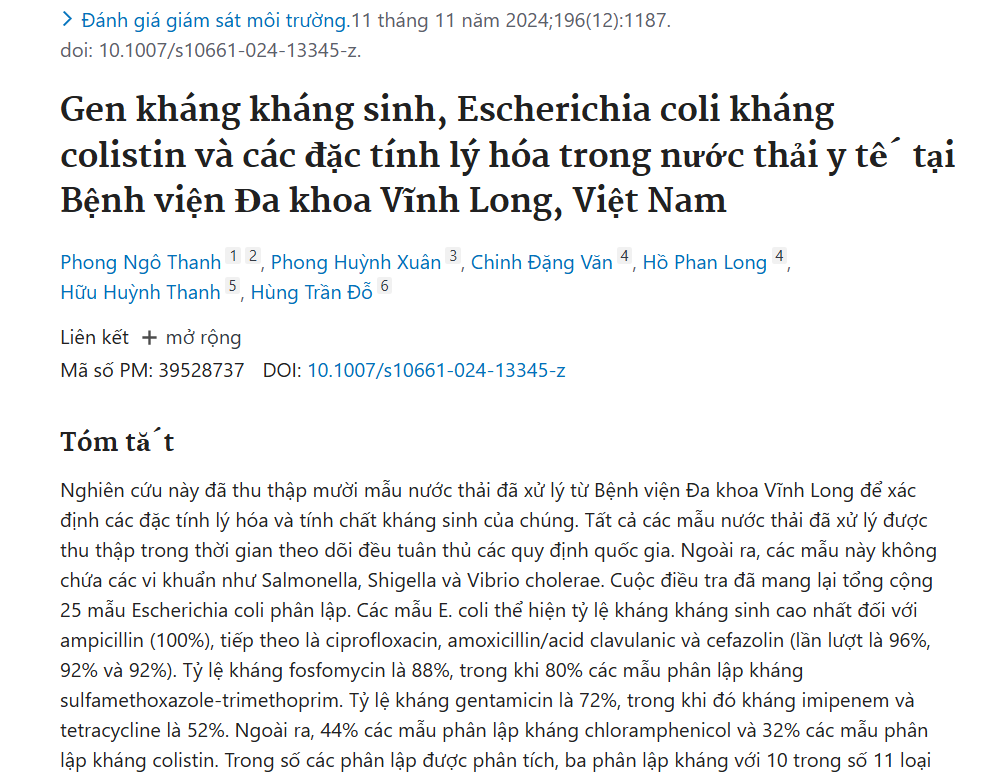 > Đánh giá giám sát môi trường.11 tháng 11 năm 2024;196(12):1187.
doi: 10.1007/s10661-024-13345-z.
Gen kháng kháng sinh, Escherichia coli kháng
colistin và các đặc tính lý hóa trong nước thải y tế tại
Bệnh viện Đa khoa Vĩnh Long, Việt Nam
Phong Ngô Thanh 1 2, Phong Huỳnh Xuân 3, Chinh Đặng Văn 4, Hồ Phan Long 4,
Hữu Huỳnh Thanh 5, Hùng Trần Đỗ 6
Liên kết + mở rộng
Mã số PM: 39528737 DOI: 10.1007/s10661-024-13345-z
Tóm tắt
Nghiên cứu này đã thu thập mười mẫu nước thải đã xử lý từ Bệnh viện Đa khoa Vĩnh Long để xác
định các đặc tính lý hóa và tính chất kháng sinh của chúng. Tất cả các mẫu nước thải đã xử lý được
thu thập trong thời gian theo dõi đều tuân thủ các quy định quốc gia. Ngoài ra, các mẫu này không
chứa các vi khuẩn như Salmonella, Shigella và Vibrio cholerae. Cuộc điều tra đã mang lại tổng cộng
25 mẫu Escherichia coli phân lập. Các mẫu E. coli thể hiện tỷ lệ kháng kháng sinh cao nhất đối với
ampicillin (100%), tiếp theo là ciprofloxacin, amoxicillin/acid clavulanic và cefazolin (lần lượt là 96%,
92% và 92%). Tỷ lệ kháng fosfomycin là 88%, trong khi 80% các mẫu phân lập kháng
sulfamethoxazole-trimethoprim. Tỷ lệ kháng gentamicin là 72%, trong khi đó kháng imipenem và
tetracycline là 52%. Ngoài ra, 44% các mẫu phân lập kháng chloramphenicol và 32% các mẫu phân
lập kháng colistin. Trong số các phân lập được phân tích, ba phân lập kháng với 10 trong số 11 loại